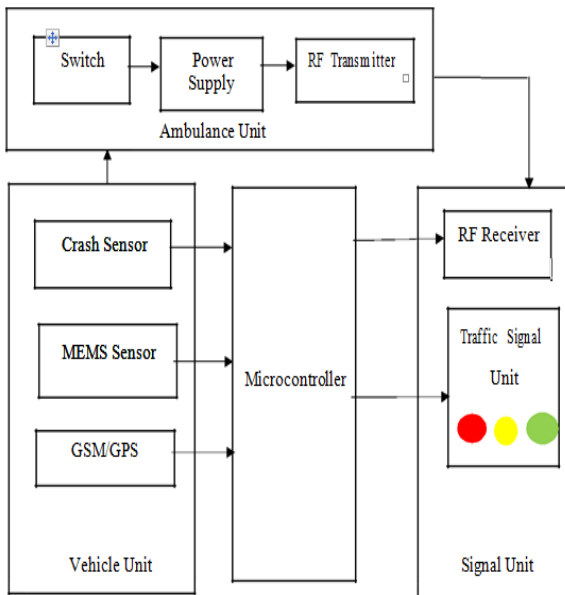 Switch
Power
Supply
RF Transmitter
Ambulance Unit
Crash Sensor
MEMS Sensor
GSM/GPS
Vehicle Unit
Microcontroller
RF Receiver
Traffic Signal
Unit
Signal Unit